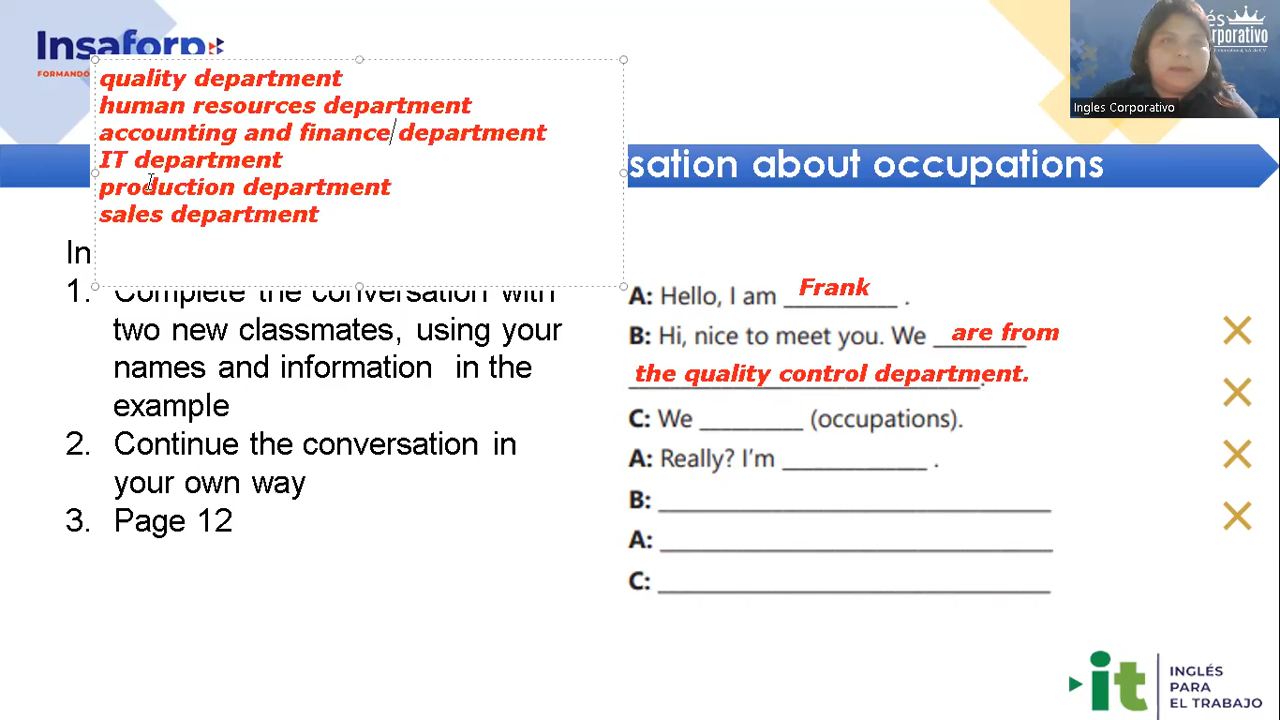 Insaforp
FORMANDO
quality department
human resources department
accounting and finance department
IT department
production department
sales department
sation about occupations
In
1. Complete the conversation with
two new classmates, using your
names and information in the
example
2. Continue the conversation in
your own way
3. Page 12
A: Hello, I am Frank .
B: Hi, nice to meet you. We are from
the quality control department.
C: We __________ (occupations).
A: Really? I'm ______________ .
B:
A:
C:
és
orporativo
Ingles Corporativo
it
INGLÉS
PARA
EL TRABAJO